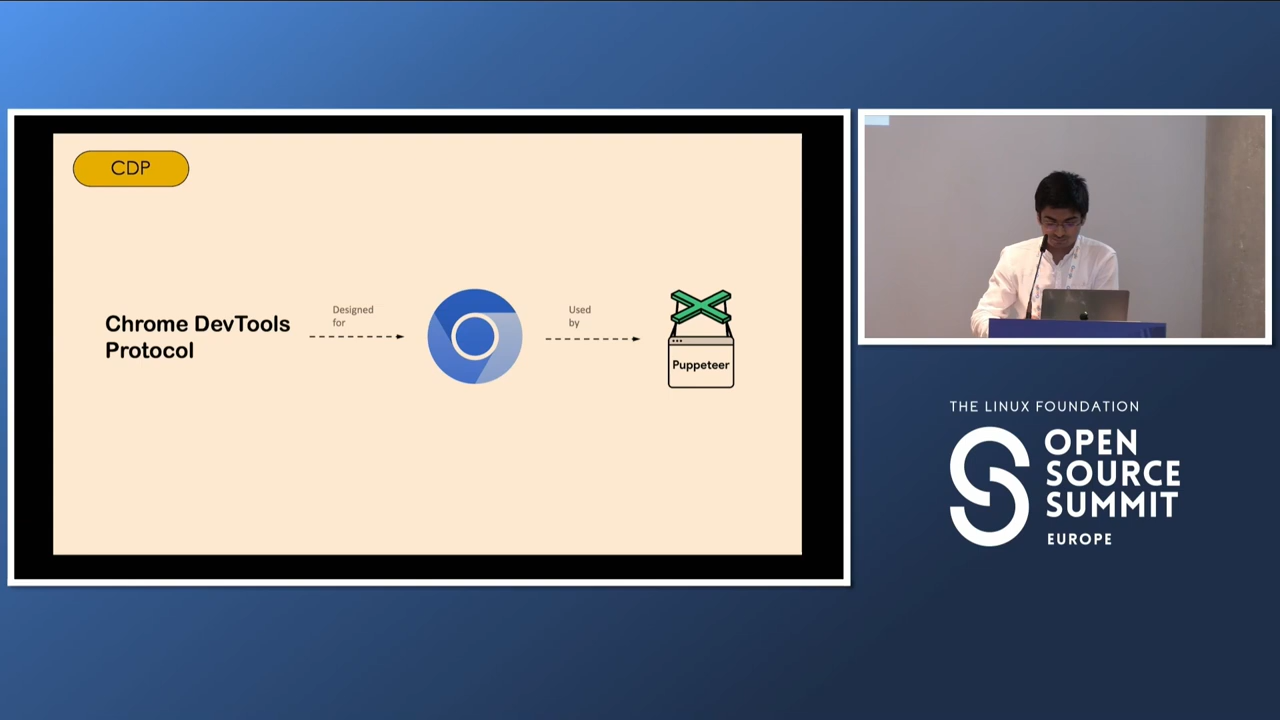 CDP
Chrome DevTools
Protocol
Designed
for
Used
by
Puppeteer
THE LINUX FOUNDATION
OPEN
SOURCE
SUMMIT
EUROPE